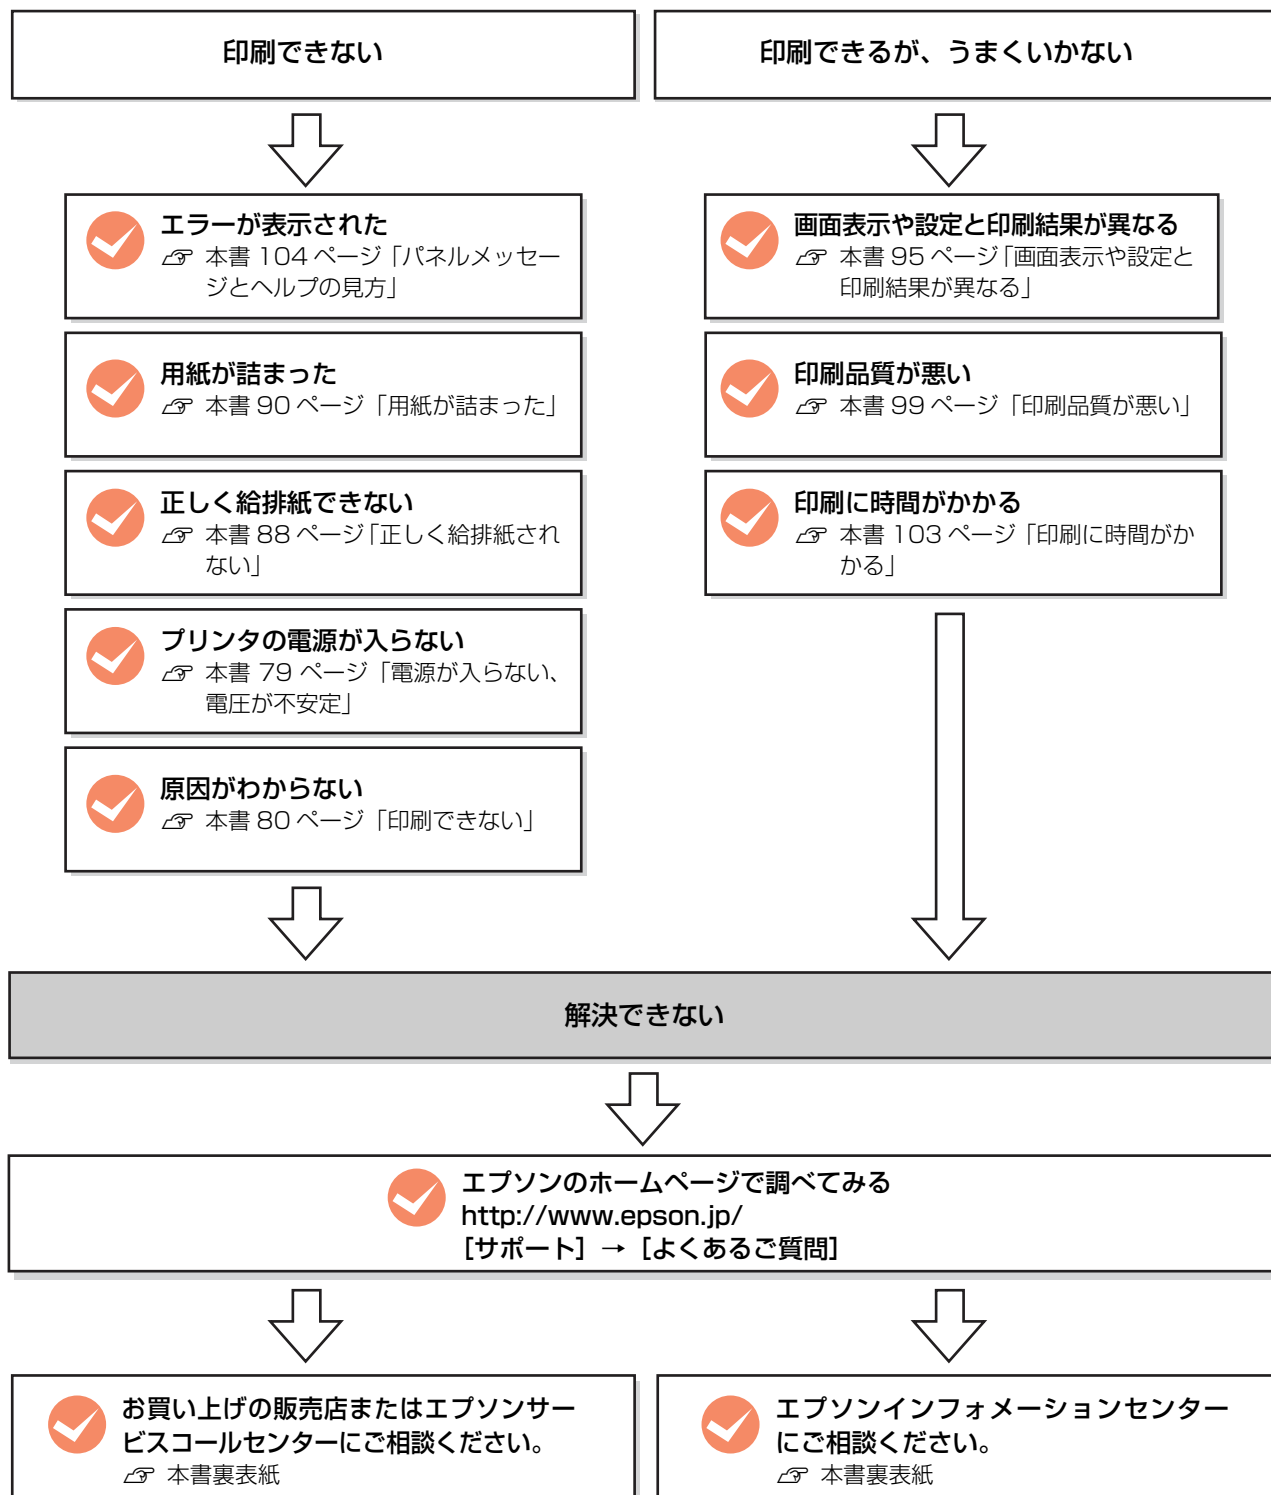 印刷できない
エラーが表示された
本書 104 ページ「パネルメッセー
ジとヘルプの見方」
用紙が詰まった
本書 90 ページ「用紙が詰まった」
正しく給排紙できない
本書 88 ページ「正しく給排紙され
ない」
プリンタの電源が入らない
本書 79 ページ「電源が入らない、
電圧が不安定」
原因がわからない
本書 80 ページ「印刷できない」
印刷できるが、うまくいかない
画面表示や設定と印刷結果が異なる
本書 95 ページ「画面表示や設定と
印刷結果が異なる」
印刷品質が悪い
本書 99 ページ「印刷品質が悪い」
印刷に時間がかかる
本書 103 ページ「印刷に時間がか
かる」
解決できない
エプソンのホームページで調べてみる
http://www.epson.jp/
［サポート］→［よくあるご質問］
お買い上げの販売店またはエプソンサー
ビスコールセンターにご相談ください。
本書裏表紙
エプソンインフォメーションセンター
にご相談ください。
本書裏表紙